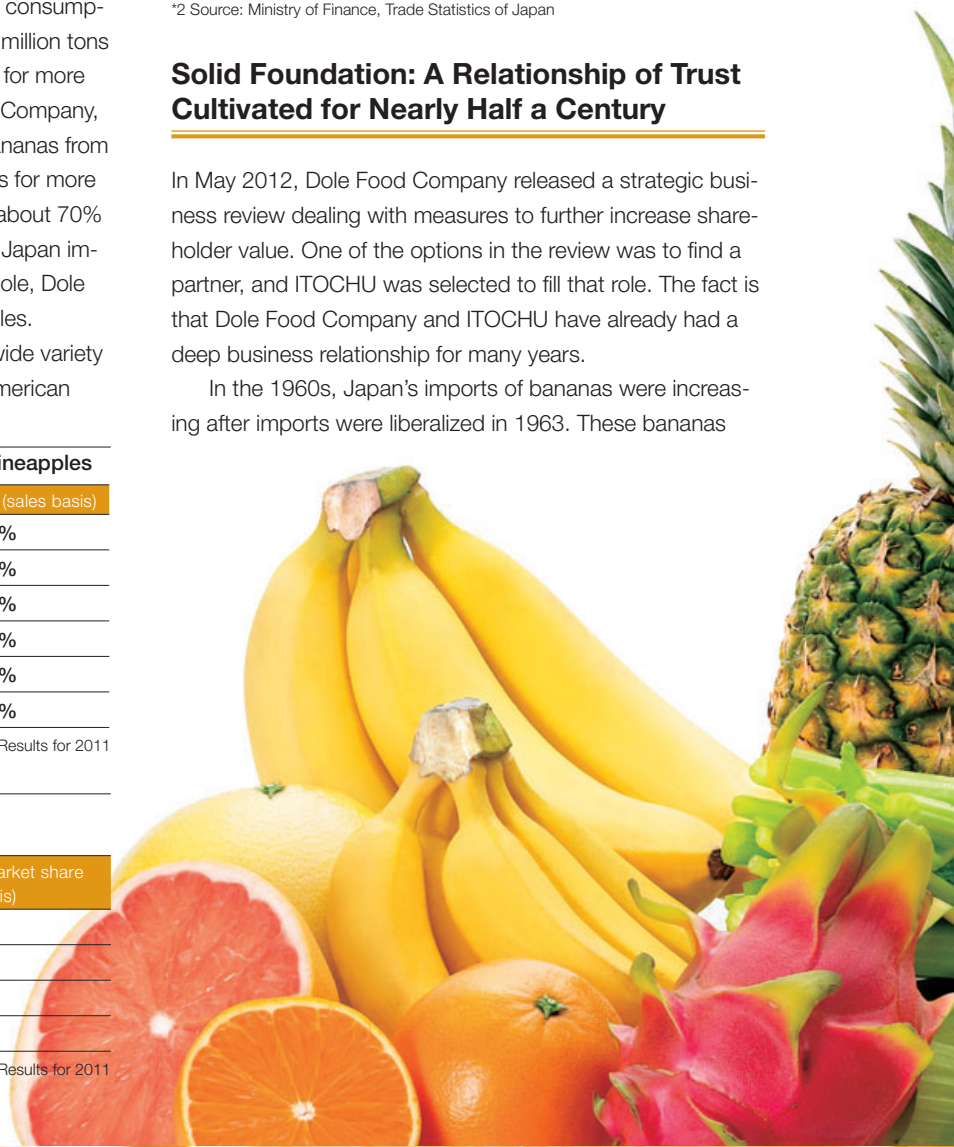 consump-
million tons
for more
Company,
nanas from
s for more
about 70%
Japan im-
ole, Dole
les.
wide variety
merican
ineapples
(sales basis)
%
%
%
%
%
%
Results for 2011
arket share
is)
Results for 2011
*2 Source: Ministry of Finance, Trade Statistics of Japan
Solid Foundation: A Relationship of Trust
Cultivated for Nearly Half a Century
In May 2012, Dole Food Company released a strategic busi-
ness review dealing with measures to further increase share-
holder value. One of the options in the review was to find a
partner, and ITOCHU was selected to fill that role. The fact is
that Dole Food Company and ITOCHU have already had a
deep business relationship for many years.
In the 1960s, Japan's imports of bananas were increas-
ing after imports were liberalized in 1963. These bananas